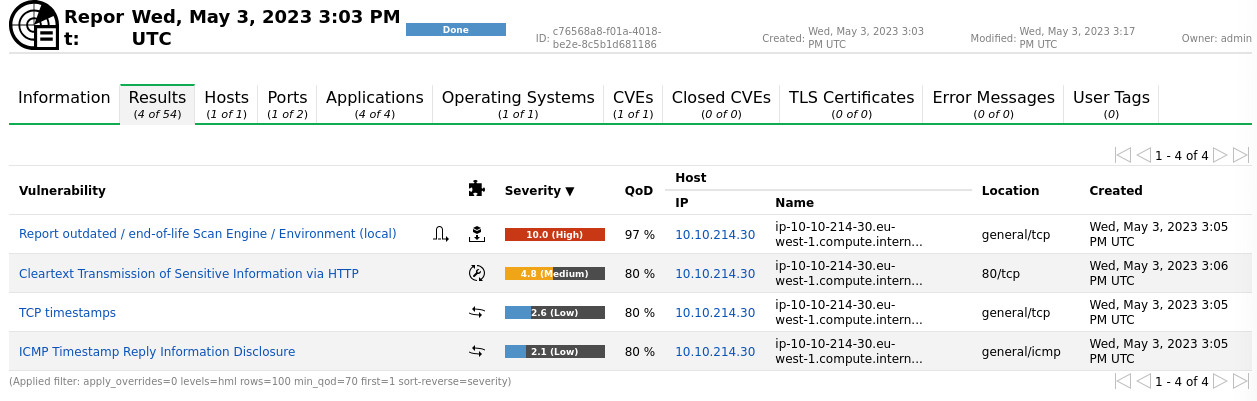 Repor Wed, May 3, 2023 3:03 PM
t: UTC
Done
ID: c76568a8-f01a-4018-
be2e-8c5b1d681186
Created: Wed, May 3, 2023 3:03
PM UTC
Modified: Wed, May 3, 2023 3:17
PM UTC
Owner: admin
Information
Results
(4 of 54)
Hosts
(1 of 1)
Ports
(1 of 2)
Applications
(4 of 4)
Operating Systems
(1 of 1)
CVEs
(1 of 1)
Closed CVEs
(0 of 0)
TLS Certificates
(0 of 0)
Error Messages
(0 of 0)
User Tags
(0)
1 - 4 of 4
Vulnerability Severity ▼ QoD Host Location Created
IP Name
Report outdated / end-of-life Scan Engine / Environment (local) 10.0 (High) 97 % 10.10.214.30 ip-10-10-214-30.eu-
west-1.compute.intern... general/tcp Wed, May 3, 2023 3:05
PM UTC
Cleartext Transmission of Sensitive Information via HTTP 4.8 (Medium) 80 % 10.10.214.30 ip-10-10-214-30.eu-
west-1.compute.intern... 80/tcp Wed, May 3, 2023 3:06
PM UTC
TCP timestamps 2.6 (Low) 80 % 10.10.214.30 ip-10-10-214-30.eu-
west-1.compute.intern... general/tcp Wed, May 3, 2023 3:05
PM UTC
ICMP Timestamp Reply Information Disclosure 2.1 (Low) 80 % 10.10.214.30 ip-10-10-214-30.eu-
west-1.compute.intern... general/icmp Wed, May 3, 2023 3:05
PM UTC
(Applied filter: apply_overrides=0 levels=hml rows=100 min_qod=70 first=1 sort-reverse=severity)
1 - 4 of 4